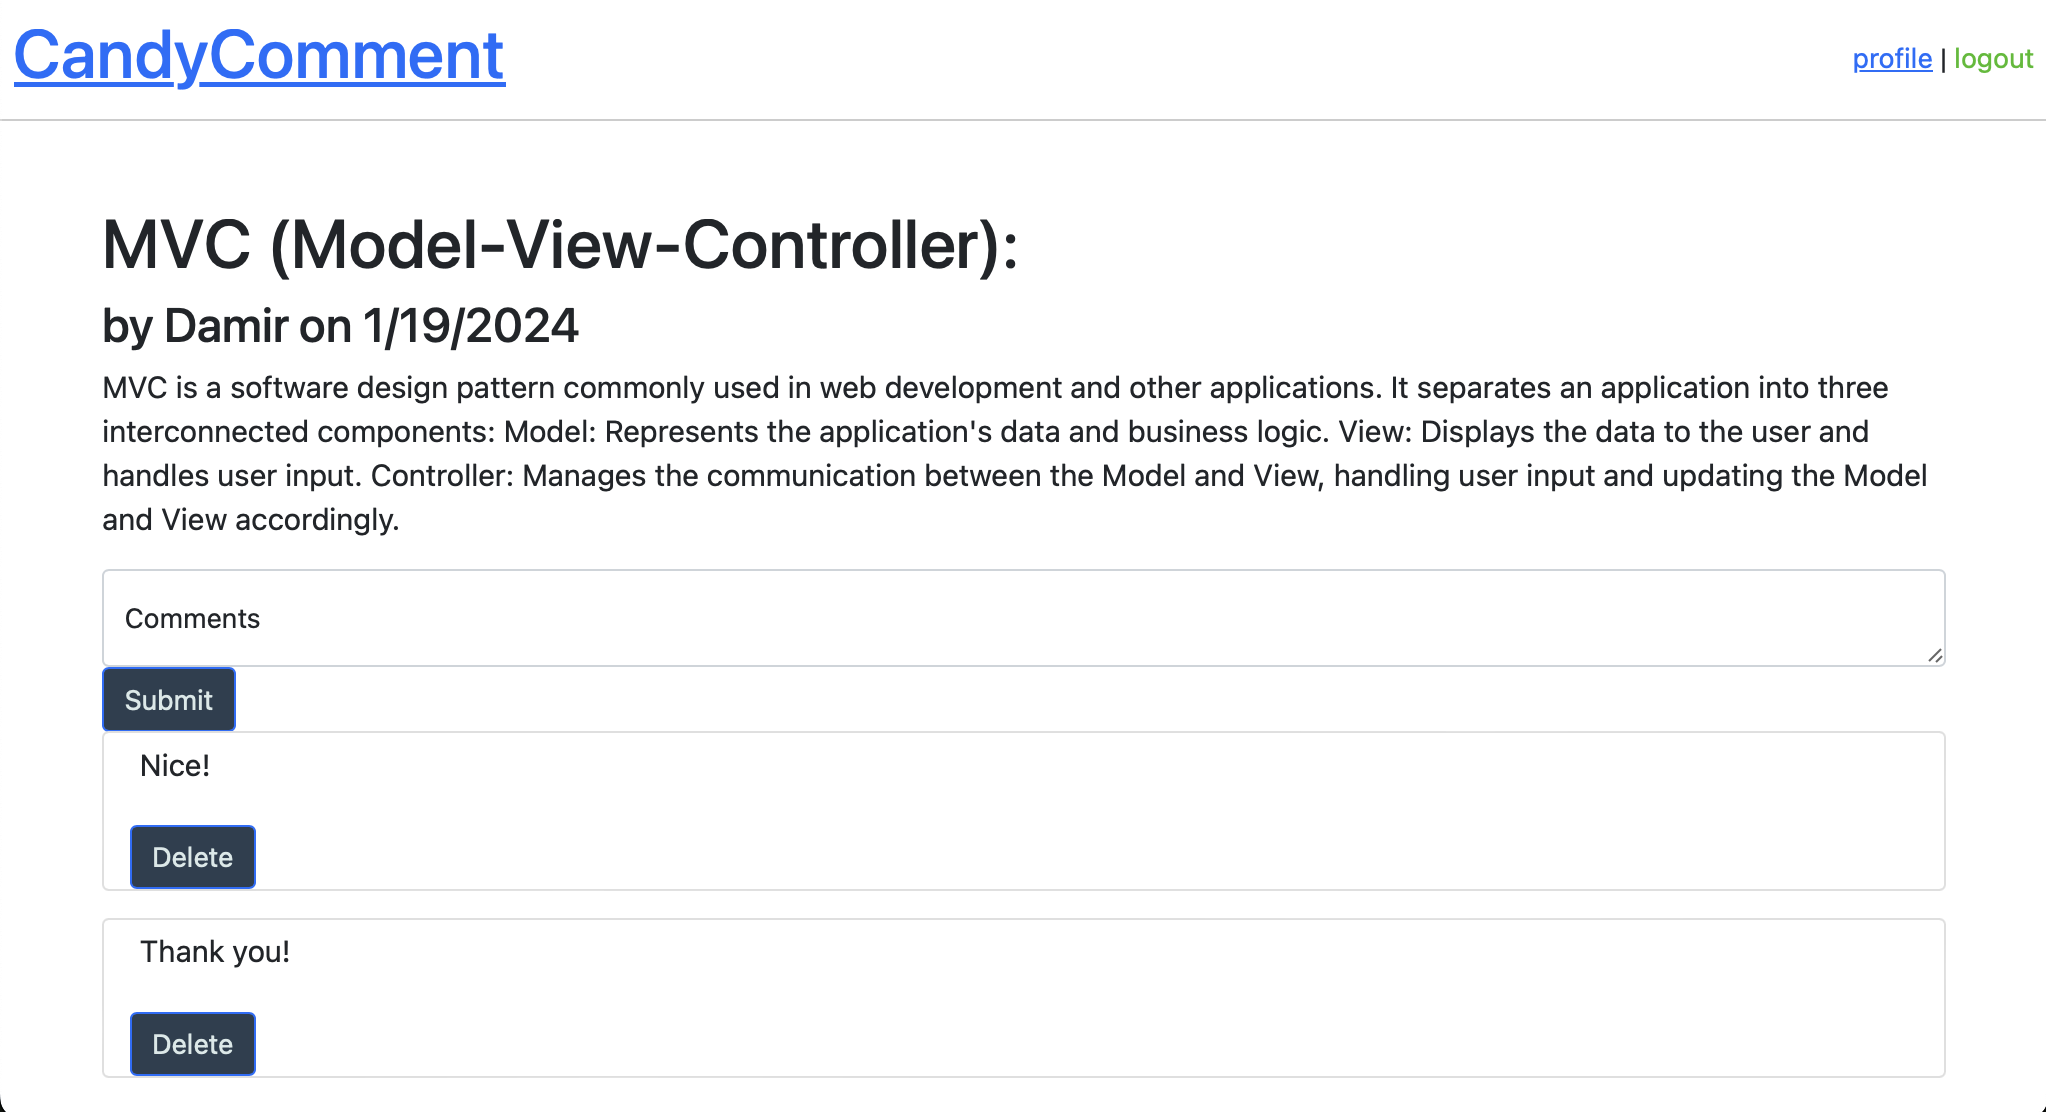 CandyComment
profile | logout
MVC (Model-View-Controller):
by Damir on 1/19/2024
MVC is a software design pattern commonly used in web development and other applications. It separates an application into three
interconnected components: Model: Represents the application's data and business logic. View: Displays the data to the user and
handles user input. Controller: Manages the communication between the Model and View, handling user input and updating the Model
and View accordingly.
Comments
Submit
Nice!
Delete
Thank you!
Delete